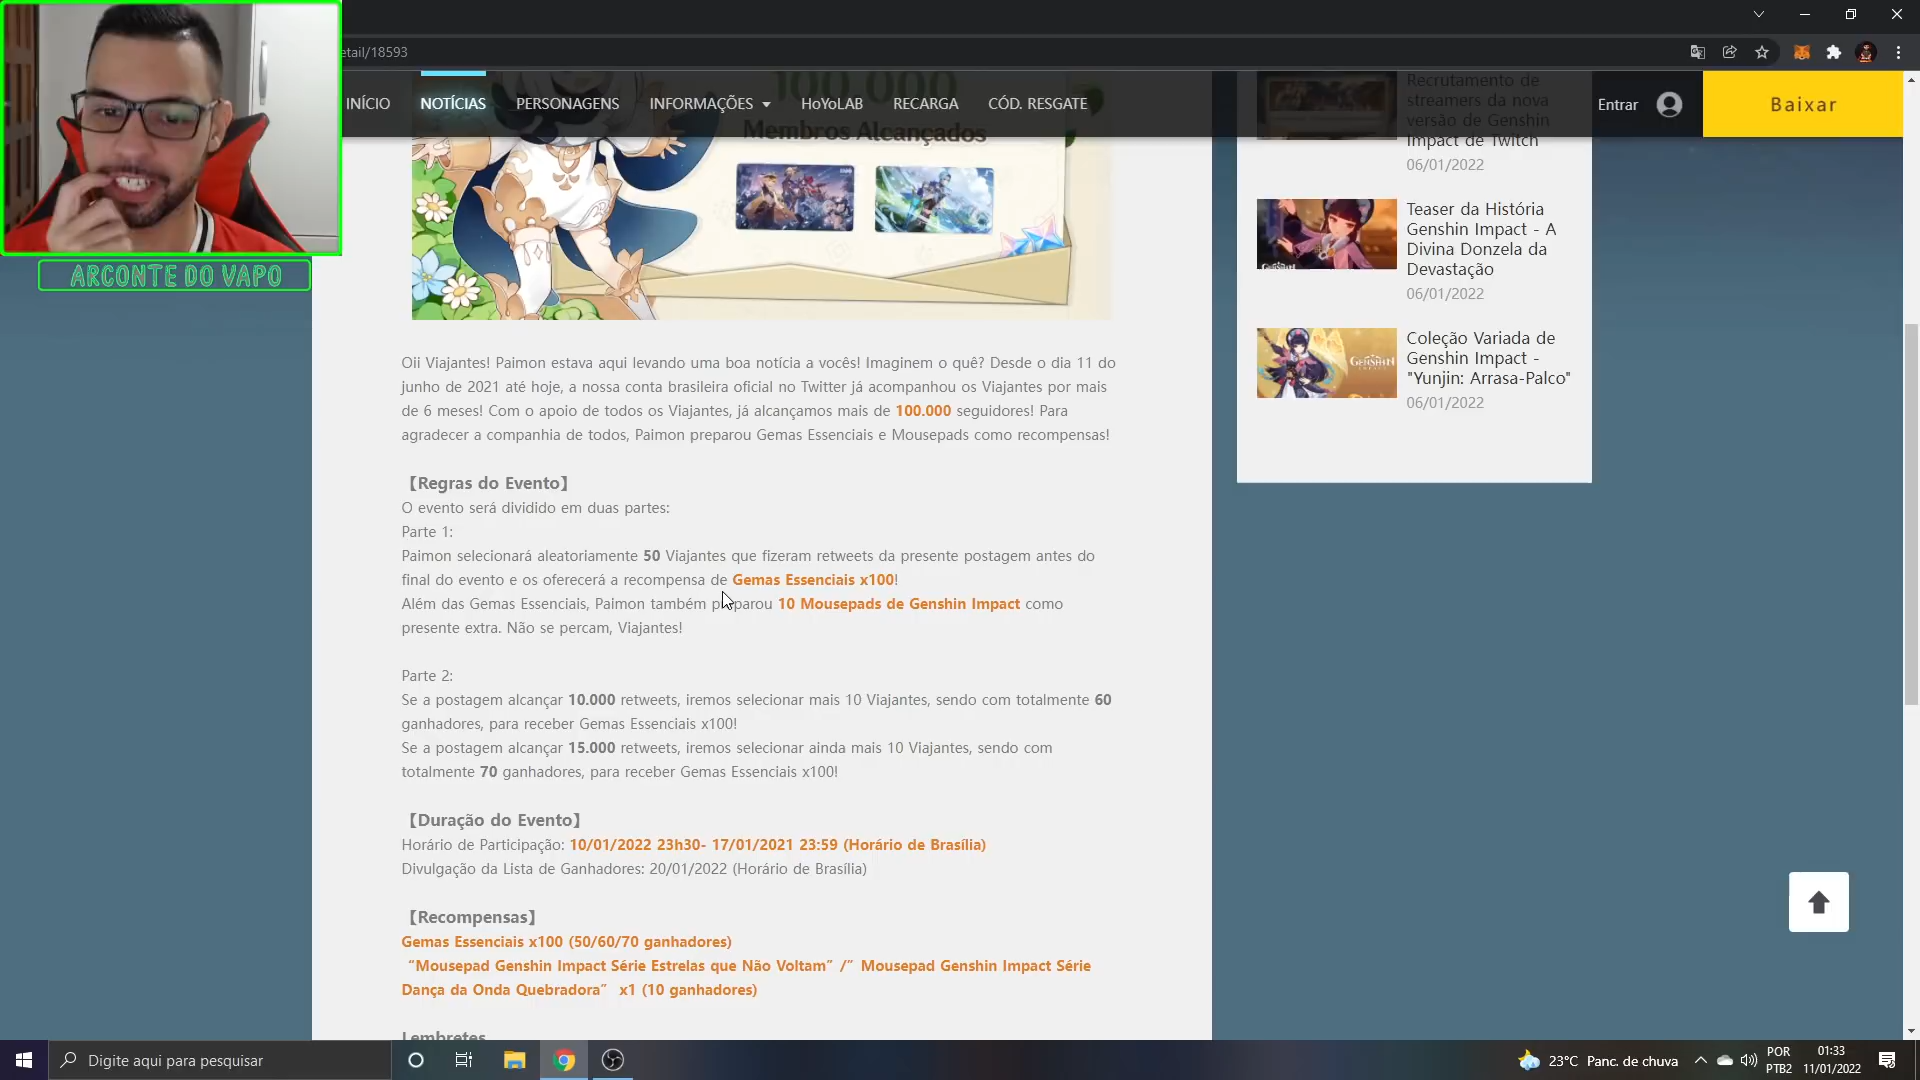 etail/18593
INÍCIO NOTÍCIAS PERSONAGENS INFORMAÇÕES HoYoLAB RECARGA CÓD. RESGATE
Entrar
Baixar
100.000
Membros Alcançados
ARCONTE DO VAPO
Oii Viajantes! Paimon estava aqui levando uma boa notícia a vocês! Imaginem o quê? Desde o dia 11 do
junho de 2021 até hoje, a nossa conta brasileira oficial no Twitter já acompanhou os Viajantes por mais
de 6 meses! Com o apoio de todos os Viajantes, já alcançamos mais de 100.000 seguidores! Para
agradecer a companhia de todos, Paimon preparou Gemas Essenciais e Mousepads como recompensas!
【Regras do Evento】
O evento será dividido em duas partes:
Parte 1:
Paimon selecionará aleatoriamente 50 Viajantes que fizeram retweets da presente postagem antes do
final do evento e os oferecerá a recompensa de Gemas Essenciais x100!
Além das Gemas Essenciais, Paimon também preparou 10 Mousepads de Genshin Impact como
presente extra. Não se percam, Viajantes!
Parte 2:
Se a postagem alcançar 10.000 retweets, iremos selecionar mais 10 Viajantes, sendo com totalmente 60
ganhadores, para receber Gemas Essenciais x100!
Se a postagem alcançar 15.000 retweets, iremos selecionar ainda mais 10 Viajantes, sendo com
totalmente 70 ganhadores, para receber Gemas Essenciais x100!
【Duração do Evento】
Horário de Participação: 10/01/2022 23h30- 17/01/2021 23:59 (Horário de Brasília)
Divulgação da Lista de Ganhadores: 20/01/2022 (Horário de Brasília)
【Recompensas】
Gemas Essenciais x100 (50/60/70 ganhadores)
“Mousepad Genshin Impact Série Estrelas que Não Voltam” /” Mousepad Genshin Impact Série
Dança da Onda Quebradora” x1 (10 ganhadores)
Lembretes
Recrutamento de
streamers da nova
versão de Genshin
Impact de Twitch
06/01/2022
Teaser da História
Genshin Impact - A
Divina Donzela da
Devastação
06/01/2022
GENSHIN
Coleção Variada de
Genshin Impact -
"Yunjin: Arrasa-Palco"
06/01/2022
GENSHIN
Digite aqui para pesquisar
23°C Panc. de chuva
POR
PTB2
01:33
11/01/2022